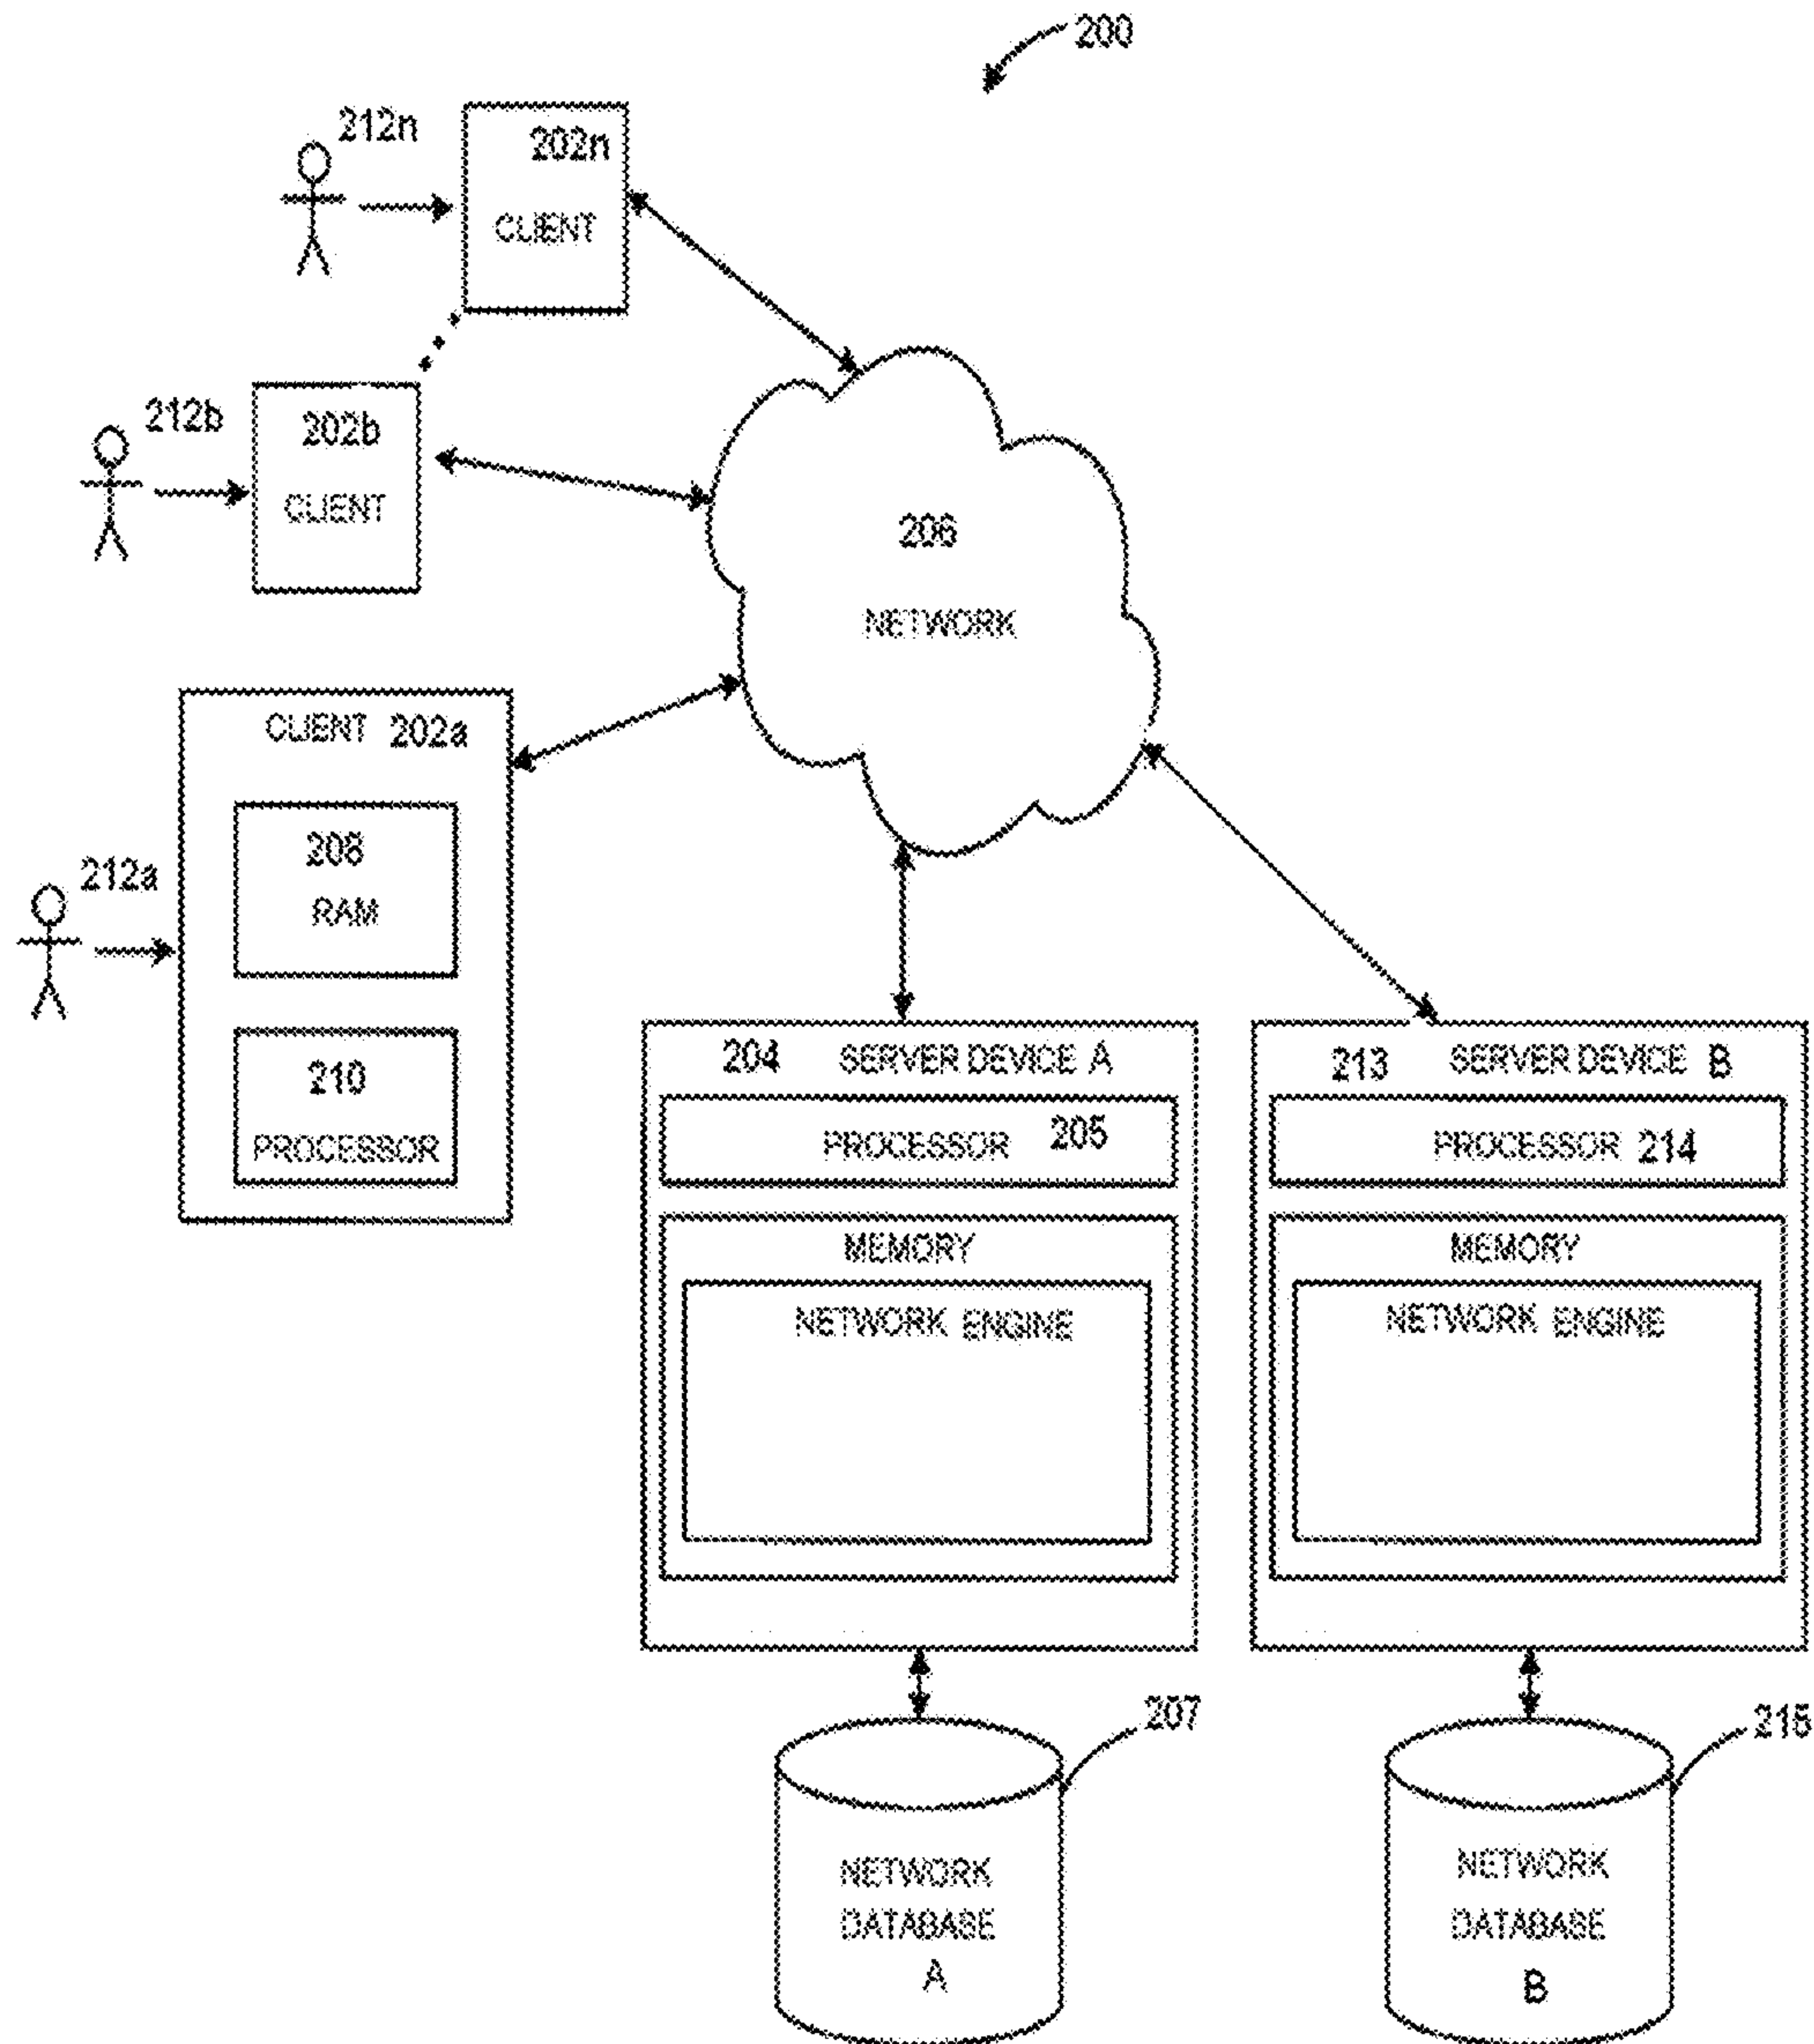 200
212n
202n
CLIENT
212b
202b
CLIENT
206
NETWORK
CLIENT 202a
212a
208
RAM
210
PROCESSOR
204 SERVER DEVICE A
PROCESSOR 205
MEMORY
NETWORK ENGINE
213 SERVER DEVICE B
PROCESSOR 214
MEMORY
NETWORK ENGINE
207
NETWORK
DATABASE
A
215
NETWORK
DATABASE
B